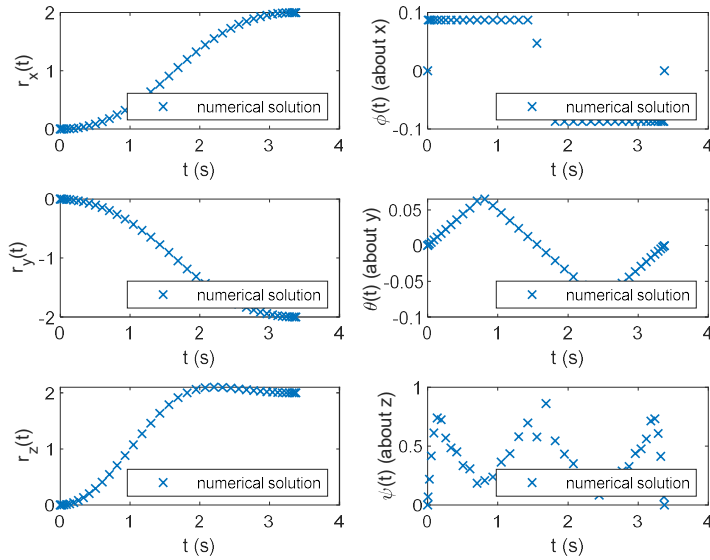 2
1
0
0
1
2
3
4
r_x(t)
t (s)
numerical solution
0.1
0
-0.1
0
1
2
3
4
ϕ(t) (about x)
t (s)
numerical solution
0
-1
-2
0
1
2
3
4
r_y(t)
t (s)
numerical solution
0.05
0
-0.05
-0.1
0
1
2
3
4
θ(t) (about y)
t (s)
numerical solution
2
1
0
0
1
2
3
4
r_z(t)
t (s)
numerical solution
1
0.5
0
0
1
2
3
4
ψ(t) (about z)
t (s)
numerical solution